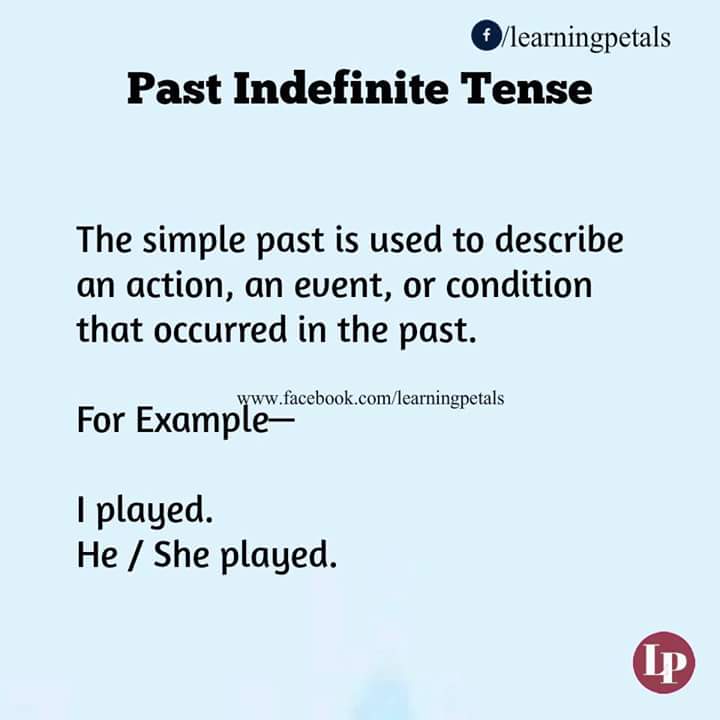 f/learningpetals
Past Indefinite Tense
The simple past is used to describe
an action, an event, or condition
that occurred in the past.
www.facebook.com/learningpetals
For Example—
I played.
He / She played.
LP